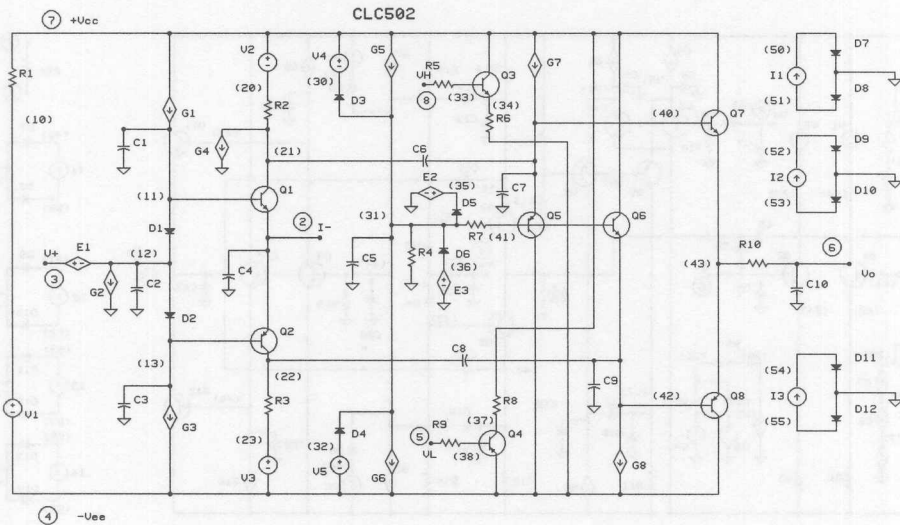 CLC502
7 +Vcc
V2
V4
G5
G7
D7
R1
(20)
(30)
R5
VH
8
(33)
Q3
(34)
(50)
I1
(51)
D8
(10)
G1
R2
D3
R6
(40)
Q7
C1
G4
(21)
C6
(52)
D9
E2
(35)
C7
I2
(53)
D10
(11)
Q1
D5
Q5
Q6
D1
2
I-
(31)
R7
(41)
R10
6
V+
E1
(12)
R4
D6
(43)
Vo
3
G2
C2
C4
C5
(36)
E3
C10
D2
Q2
C8
(54)
D11
(13)
(22)
C9
I3
(55)
D12
C3
R3
R8
(42)
Q8
V1
G3
(23)
D4
(32)
5
R9
VL
(38)
(37)
Q4
V3
V5
G6
G8
4 -Vee